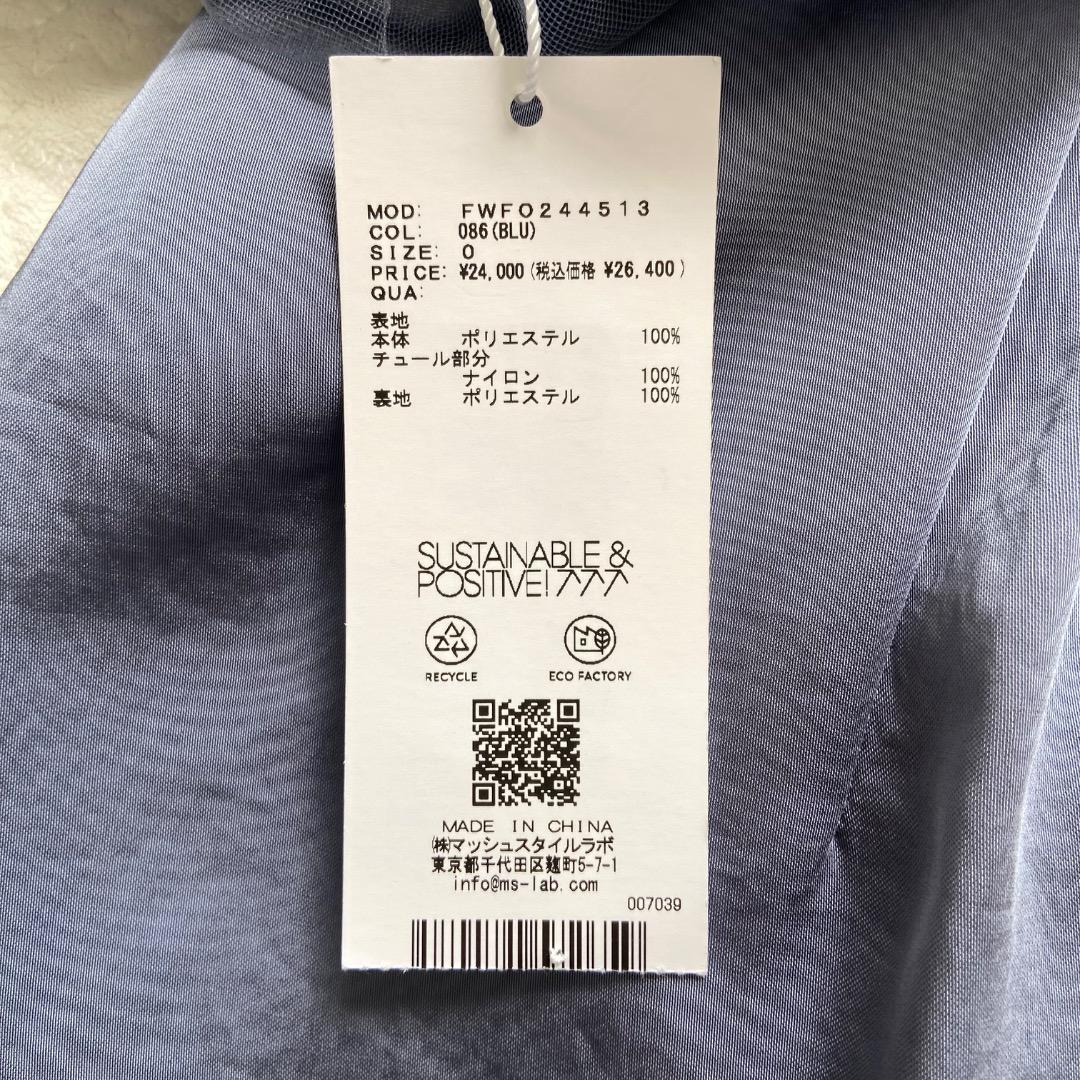 MOD: FWFO244513
COL: 086(BLU)
SIZE: 0
PRICE: ¥24,000(税込価格 ¥26,400)
QUA:
表地
本体 ポリエステル 100%
チュール部分
ナイロン 100%
裏地 ポリエステル 100%
SUSTAINABLE &
POSITIVE!
RECYCLE ECO FACTORY
MADE IN CHINA
㈱マッシュスタイルラボ
東京都千代田区麹町5-7-1
info@ms-lab.com
007039